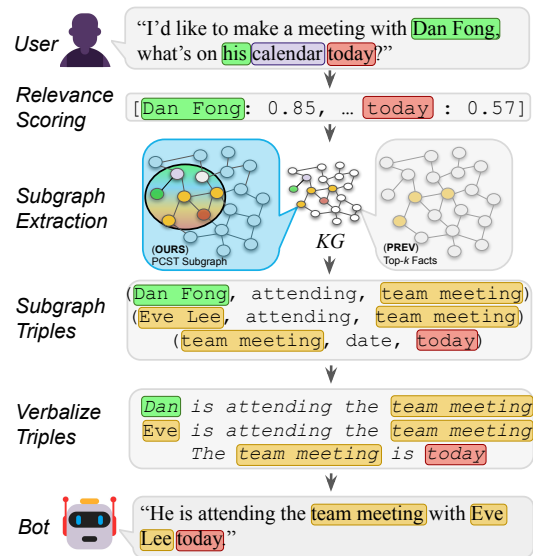 User
“I’d like to make a meeting with Dan Fong,
what’s on his calendar today?”
Relevance
Scoring
[Dan Fong: 0.85, … today : 0.57]
Subgraph
Extraction
(OURS)
PCST Subgraph
KG
(PREV)
Top-k Facts
Subgraph
Triples
(Dan Fong, attending, team meeting)
(Eve Lee, attending, team meeting)
(team meeting, date, today)
Verbalize
Triples
Dan is attending the team meeting
Eve is attending the team meeting
The team meeting is today
Bot
“He is attending the team meeting with Eve
Lee today.”